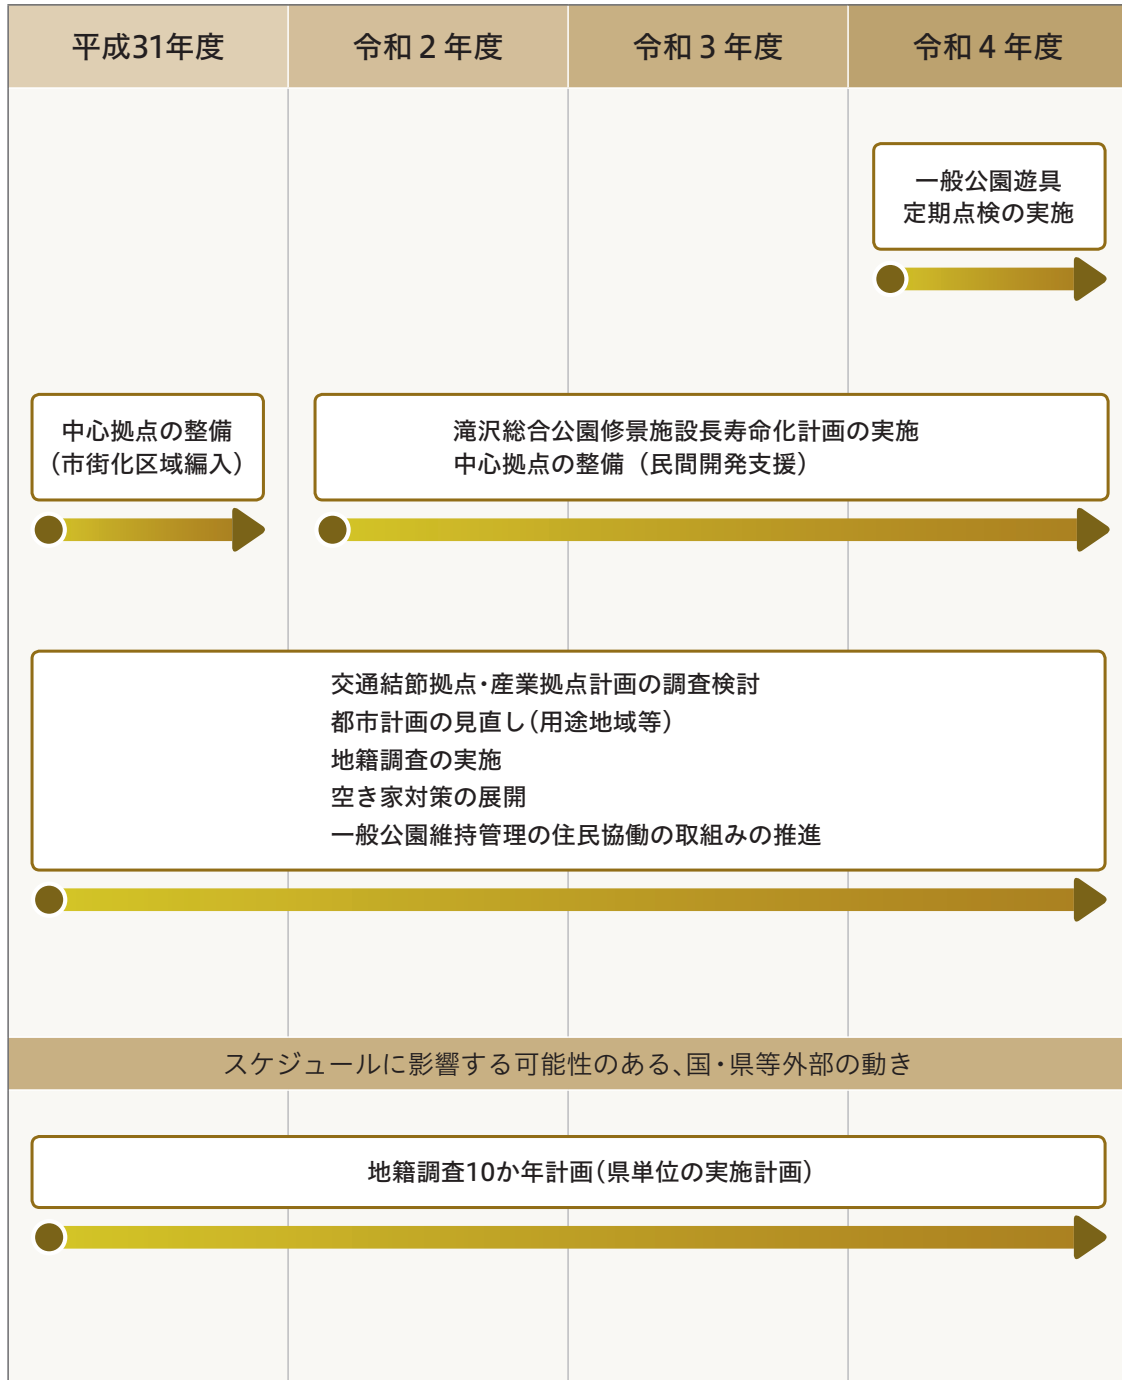 平成31年度
令和2年度
令和3年度
令和4年度
一般公園遊具
定期点検の実施
中心拠点の整備
（市街化区域編入）
滝沢総合公園修景施設長寿命化計画の実施
中心拠点の整備（民間開発支援）
交通結節拠点・産業拠点計画の調査検討
都市計画の見直し（用途地域等）
地籍調査の実施
空き家対策の展開
一般公園維持管理の住民協働の取組みの推進
スケジュールに影響する可能性のある、国・県等外部の動き
地籍調査10か年計画（県単位の実施計画）